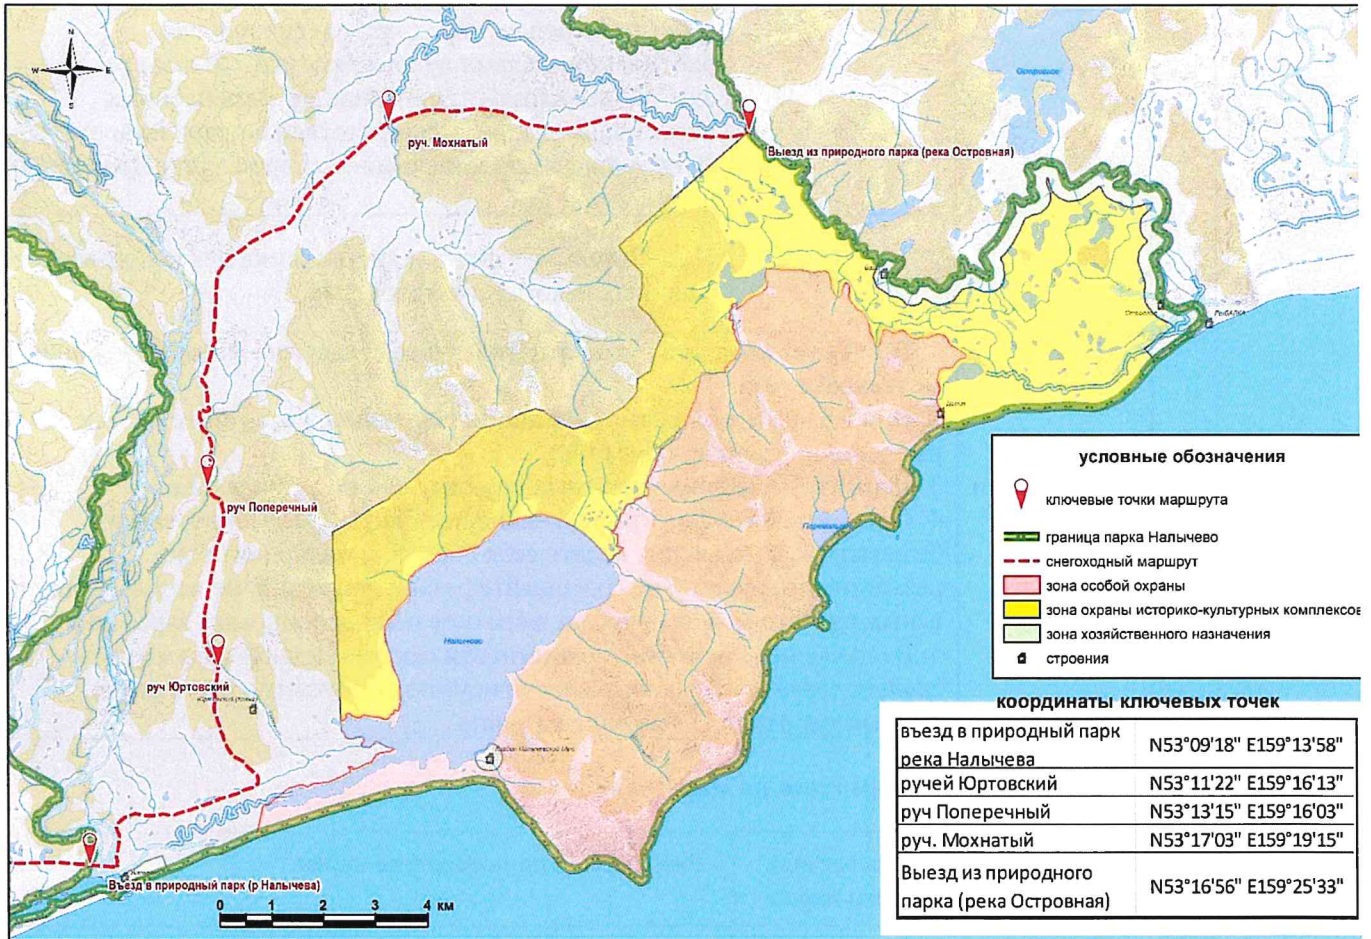 N
W E
S
Островное
руч. Мохнатый
Выезд из природного парка (река Островная)
РЫБАЛКА
руч Поперечный
Налычево
руч Юртовский
Въезд в природный парк (р Налычева)
0 1 2 3 4 км
условные обозначения
ключевые точки маршрута
граница парка Налычево
снегоходный маршрут
зона особой охраны
зона охраны историко-культурных комплексов
зона хозяйственного назначения
строения
координаты ключевых точек
въезд в природный парк
река Налычева N53°09'18" E159°13'58"
ручей Юртовский N53°11'22" E159°16'13"
руч Поперечный N53°13'15" E159°16'03"
руч. Мохнатый N53°17'03" E159°19'15"
Выезд из природного
парка (река Островная) N53°16'56" E159°25'33"